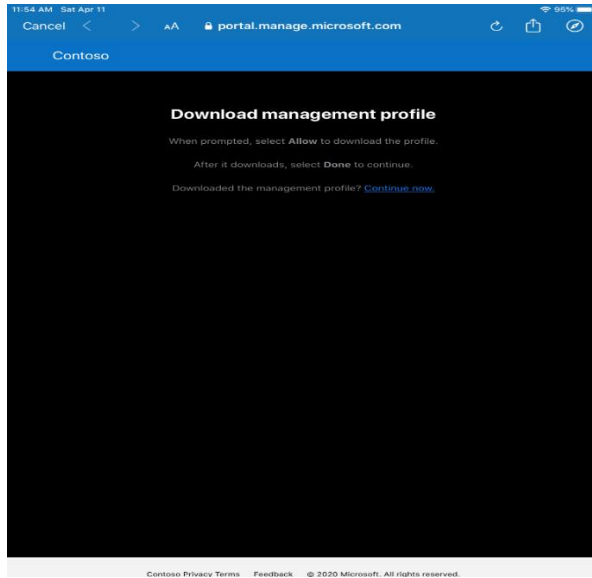 11:54 AM Sat Apr 11 95%
Cancel AA portal.manage.microsoft.com
Contoso
Download management profile
When prompted, select Allow to download the profile.
After it downloads, select Done to continue.
Downloaded the management profile? Continue now.
Contoso Privacy Terms Feedback © 2020 Microsoft. All rights reserved.